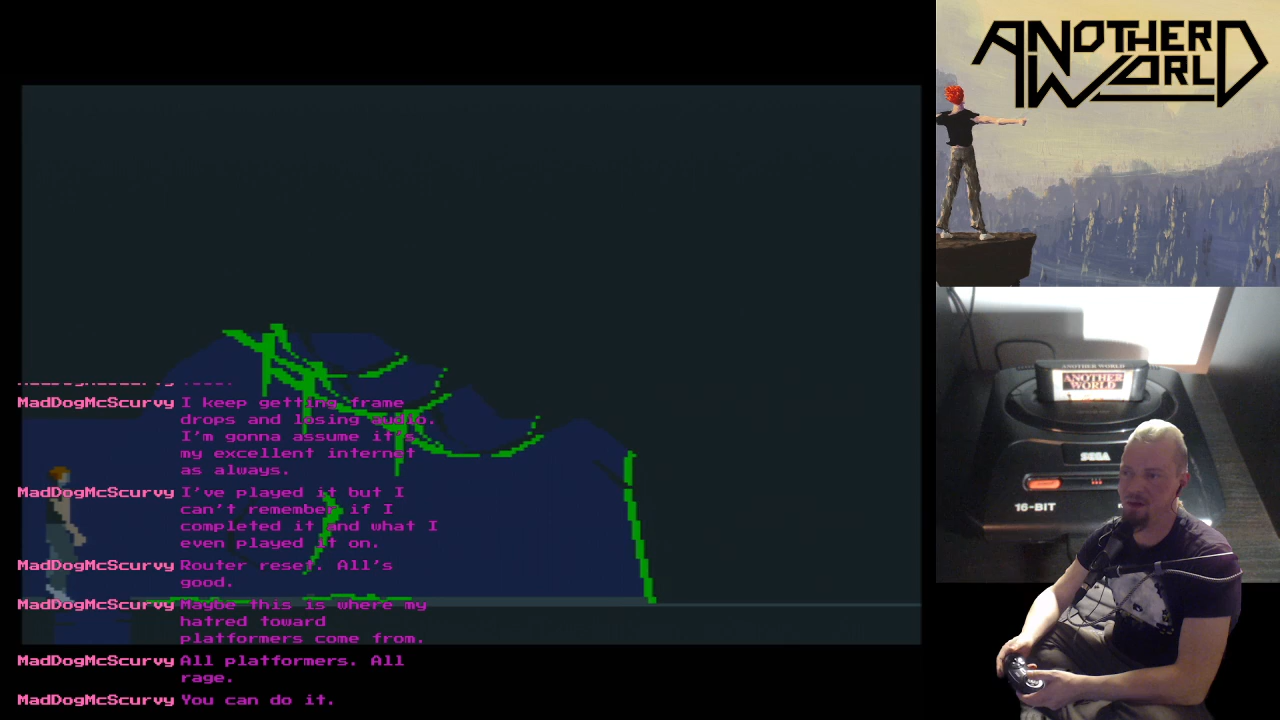 ANOTHER
WORLD
MadDogMcScurvy I keep getting frame
drops and losing audio.
I'm gonna assume it's
my excellent internet
as always.
MadDogMcScurvy I've played it but I
can't remember if I
completed it and what I
even played it on.
MadDogMcScurvy Router reset. All's
good.
MadDogMcScurvy Maybe this is where my
hatred toward
platformers come from.
MadDogMcScurvy All platformers. All
rage.
MadDogMcScurvy You can do it.
ANOTHER WORLD
ANOTHER
WORLD
SEGA
16-BIT